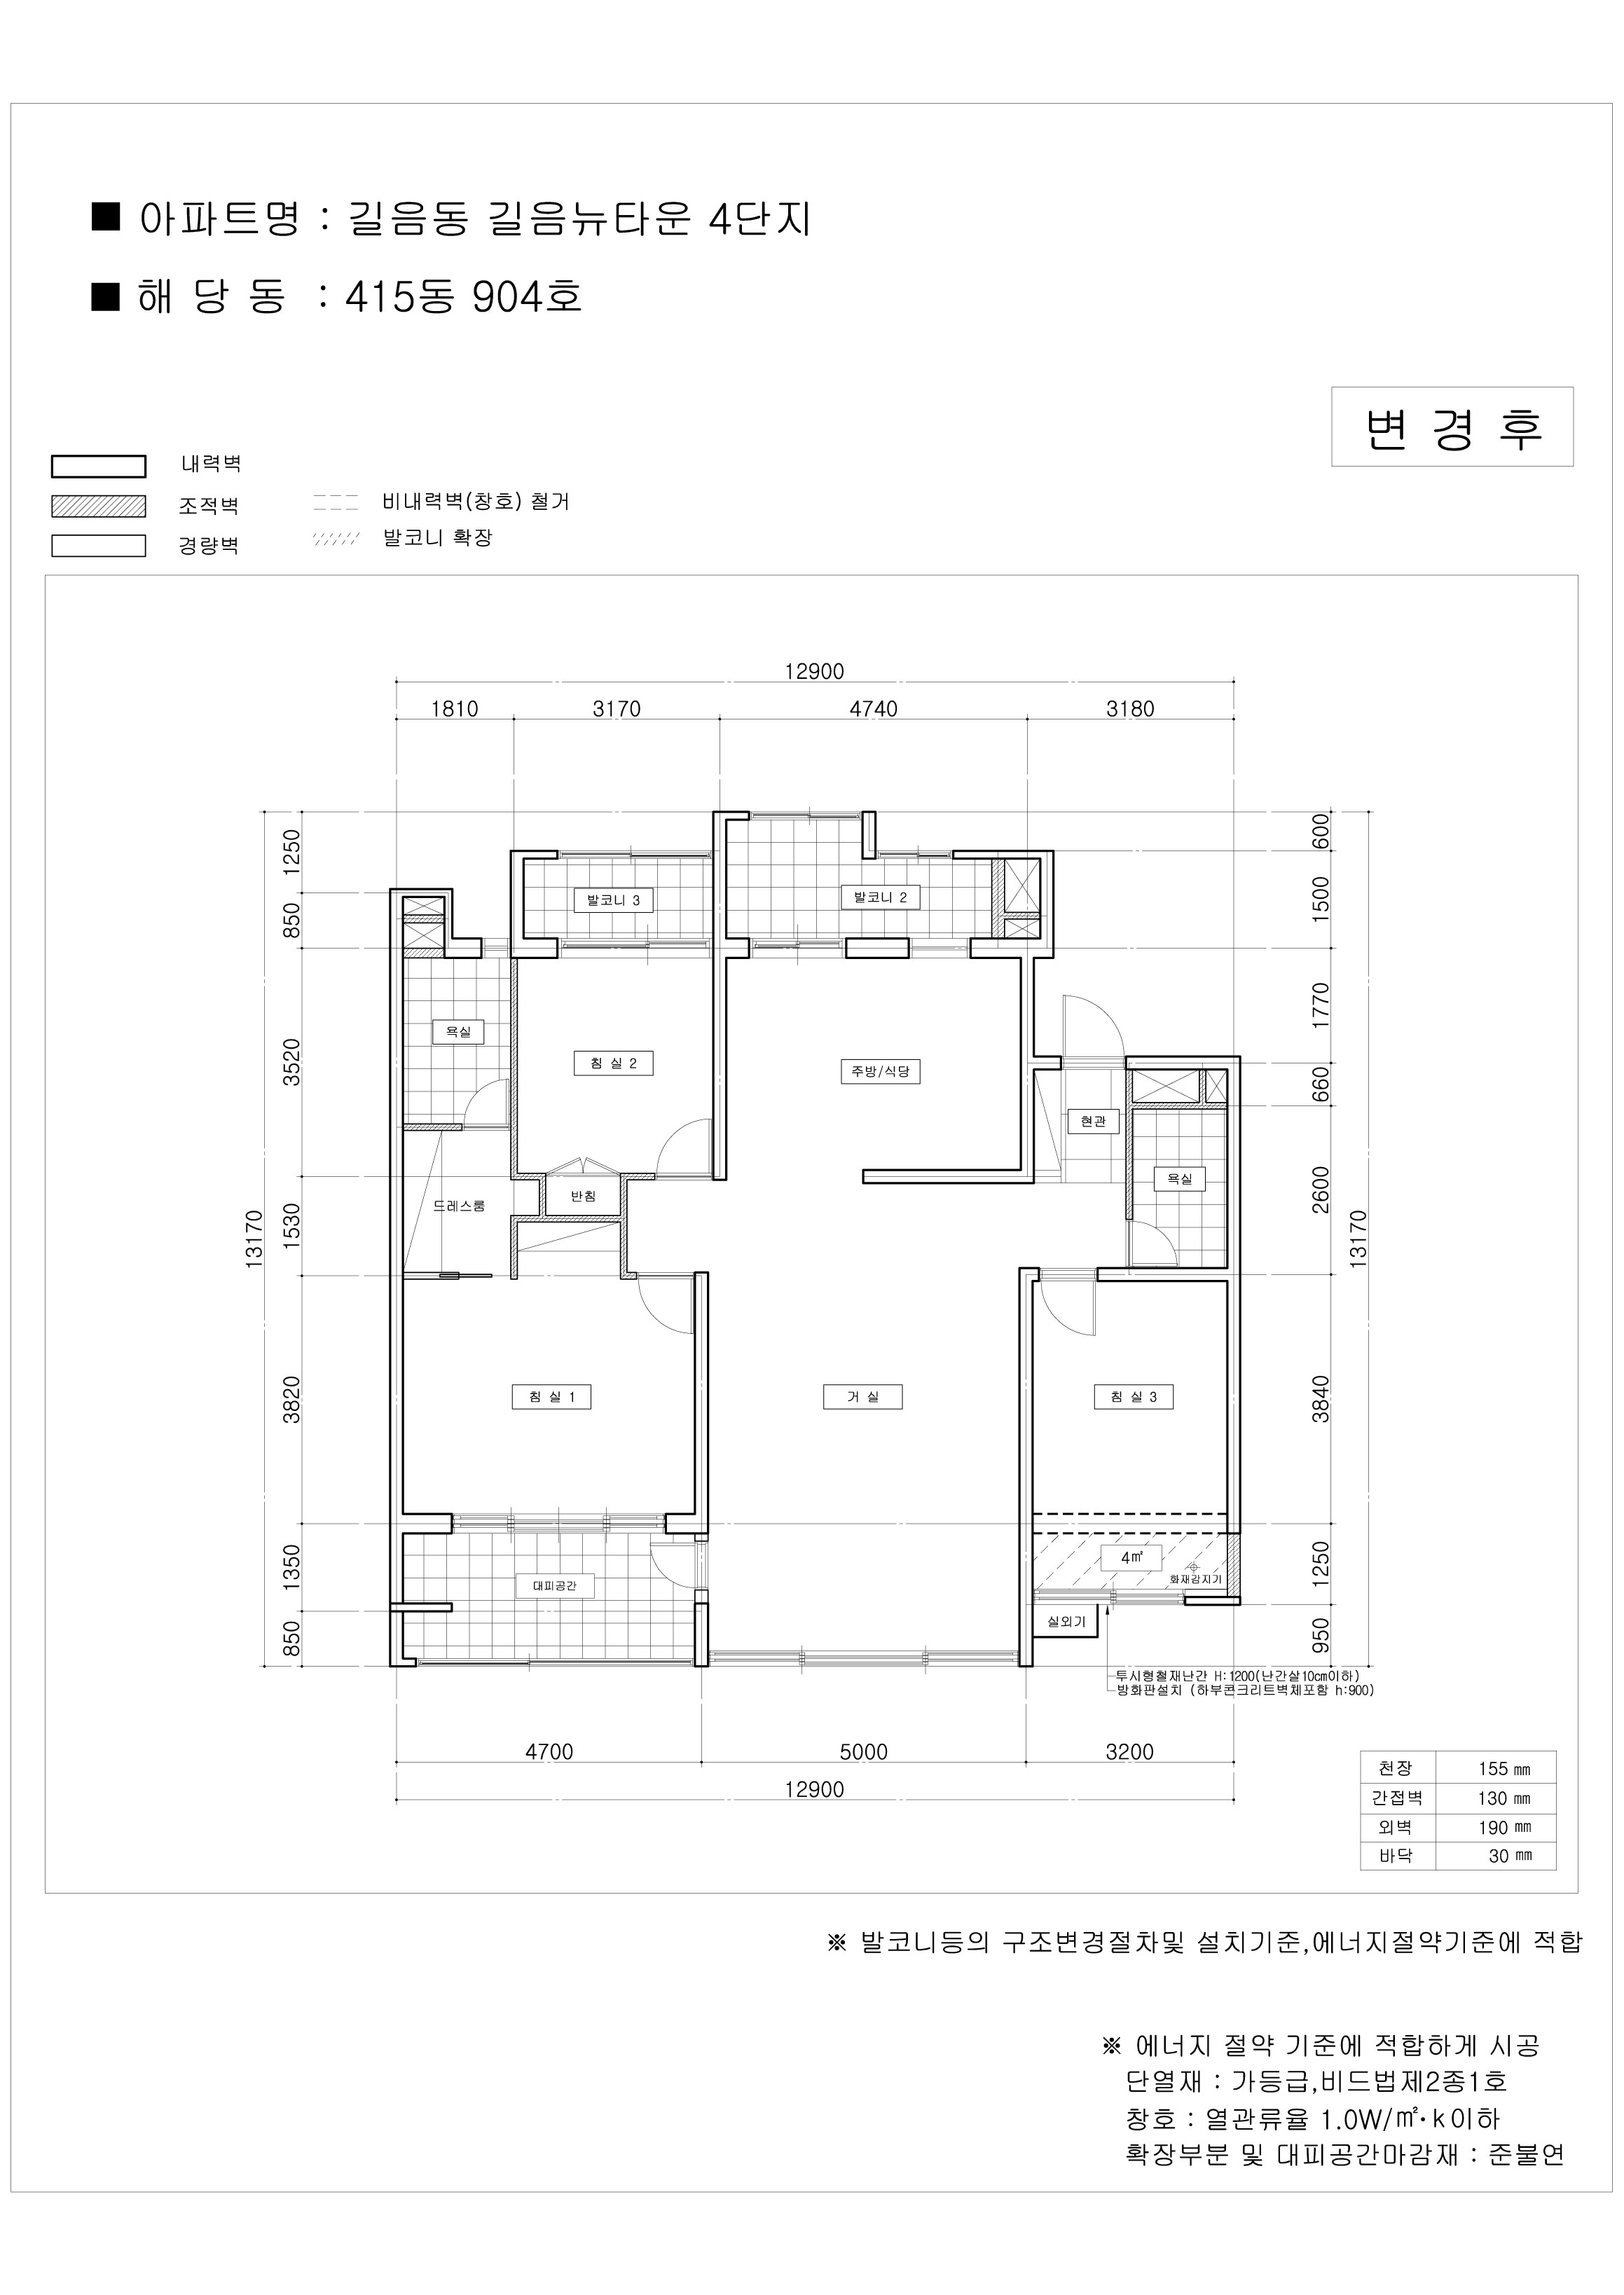 ■ 아파트명 : 길음동 길음뉴타운 4단지
■ 해 당 동 : 415동 904호
변 경 후
내력벽
조적벽
경량벽
비내력벽(창호) 철거
발코니 확장
12900
1810 3170 4740 3180
1250
850
3520
1530
3820
1350
850
13170
600
1500
1770
660
2600
3840
1250
950
13170
발코니 3
발코니 2
욕실
침 실 2
주방/식당
현관
욕실
드레스룸
반침
침 실 1
거 실
침 실 3
대피공간
4㎡
화재감지기
실외기
투시형철재난간 H:1200(난간살10cm이하)
방화판설치 (하부콘크리트벽체포함 h:900)
4700 5000 3200
12900
천장 155 ㎜
간접벽 130 ㎜
외벽 190 ㎜
바닥 30 ㎜
※ 발코니등의 구조변경절차및 설치기준,에너지절약기준에 적합
※ 에너지 절약 기준에 적합하게 시공
단열재 : 가등급,비드법제2종1호
창호 : 열관류율 1.0W/㎡·k이하
확장부분 및 대피공간마감재 : 준불연